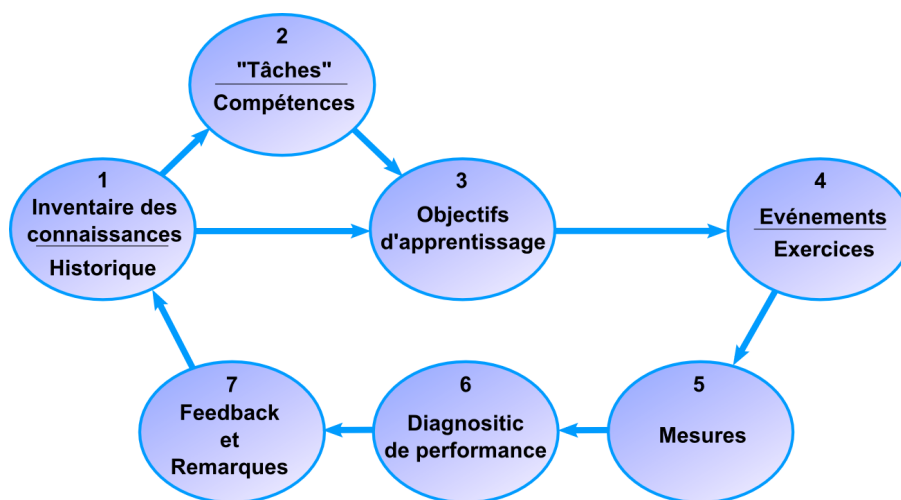 1
Inventaire des
connaissances
Historique
2
"Tâches"
Compétences
3
Objectifs
d'apprentissage
4
Evénements
Exercices
5
Mesures
6
Diagnositic
de performance
7
Feedback
et
Remarques